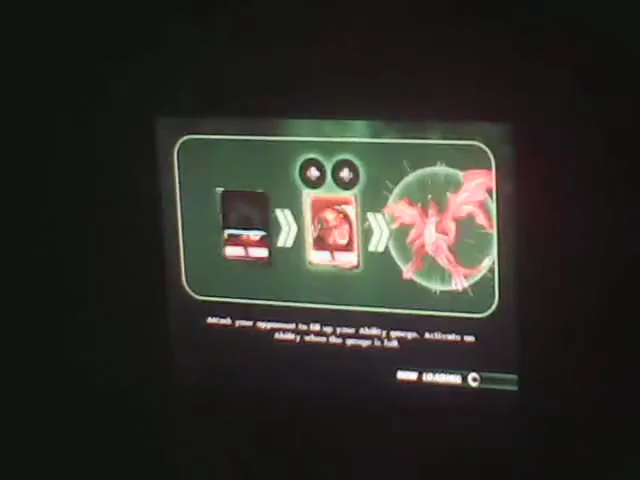 Attack your opponent to fill up your Ability gauge. Activate an
Ability when the gauge is full.
NOW LOADING